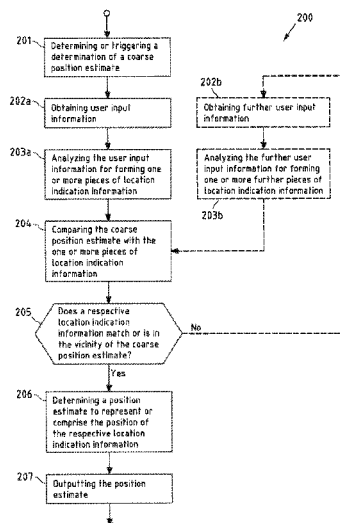 200
201
Determining or triggering a
determination of a coarse
position estimate
202a
Obtaining user input
information
202b
Obtaining further user input
information
203a
Analyzing the user input
information for forming one
or more pieces of location
indication information
Analyzing the further user
input information for forming
one or more further pieces of
location indication information
203b
204
Comparing the coarse
position estimate with the
one or more pieces of
location indication
information
205
Does a respective
location indication
information match or is in
the vicinity of the coarse
position estimate?
No
Yes
206
Determining a position
estimate to represent or
comprise the position of
the respective location
indication information
207
Outputting the position
estimate